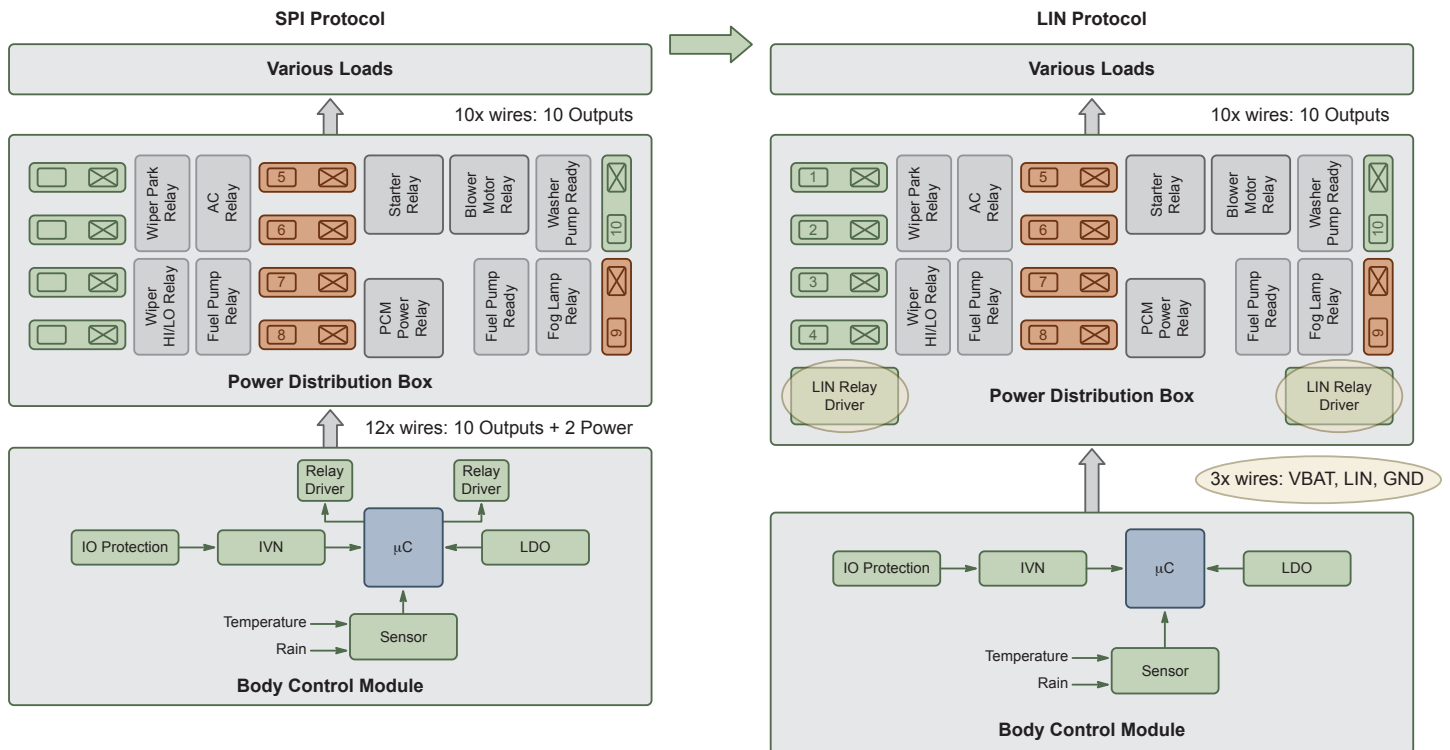 SPI Protocol
Various Loads
10x wires: 10 Outputs
Wiper Park
Relay
AC
Relay
5
6
Starter
Relay
Blower
Motor
Relay
Washer
Pump Ready
10
Wiper
HI/LO Relay
Fuel Pump
Relay
7
8
PCM
Power
Relay
Fuel Pump
Ready
Fog Lamp
Relay
9
Power Distribution Box
12x wires: 10 Outputs + 2 Power
Relay
Driver
Relay
Driver
IO Protection
IVN
µC
LDO
Temperature
Rain
Sensor
Body Control Module
LIN Protocol
Various Loads
10x wires: 10 Outputs
1
2
Wiper Park
Relay
AC
Relay
5
6
Starter
Relay
Blower
Motor
Relay
Washer
Pump Ready
10
3
4
Wiper
HI/LO Relay
Fuel Pump
Relay
7
8
PCM
Power
Relay
Fuel Pump
Ready
Fog Lamp
Relay
9
LIN Relay
Driver
Power Distribution Box
LIN Relay
Driver
3x wires: VBAT, LIN, GND
IO Protection
IVN
µC
LDO
Temperature
Rain
Sensor
Body Control Module